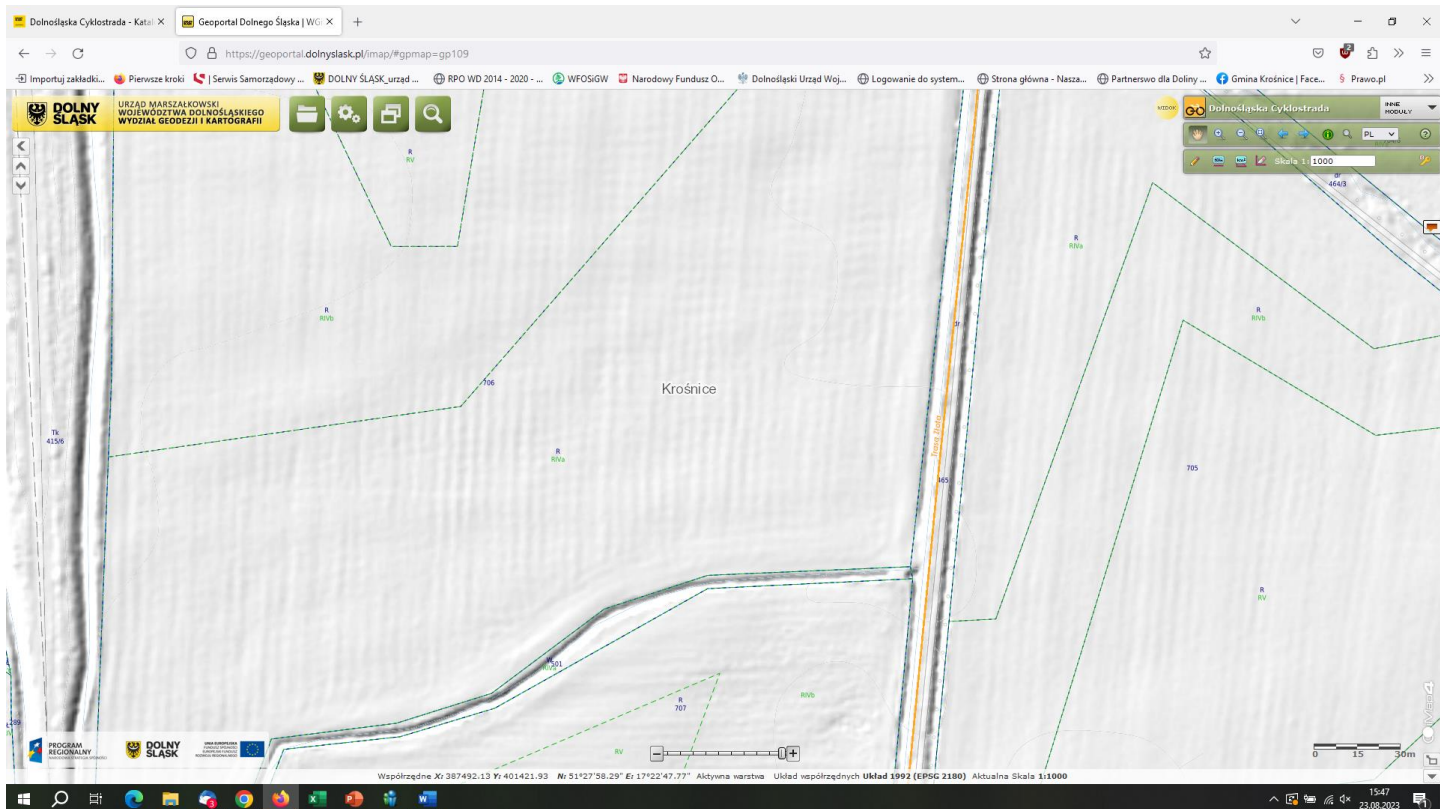 Dolnośląska Cyklostrada - Katal
Geoportal Dolnego Śląska | WG
https://geoportal.dolnyslask.pl/imap/#gpmap=gp109
Importuj zakładki...
Pierwsze kroki
| Serwis Samorządowy ...
DOLNY ŚLĄSK_urząd ...
RPO WD 2014 - 2020 - ...
WFOSiGW
Narodowy Fundusz O...
Dolnośląski Urząd Woj...
Logowanie do system...
Strona główna - Nasza...
Partnerswo dla Doliny ...
Gmina Krośnice | Face...
Prawo.pl
DOLNY
ŚLĄSK
URZĄD MARSZAŁKOWSKI
WOJEWÓDZTWA DOLNOŚLĄSKIEGO
WYDZIAŁ GEODEZJI I KARTOGRAFII
WIDOK
GO
Dolnośląska Cyklostrada
INNE
MODUŁY
PL
Skala 1: 1000
R
RV
dr
464/3
R
RIVa
R
RIVb
R
RIVb
dr
706
Krośnice
Tk
415/6
R
RIVa
705
465
R
RV
501
RIVb
R
707
RV
289
PROGRAM
REGIONALNY
DOLNY
ŚLĄSK
UNIA EUROPEJSKA
0 15 30m
Współrzędne X: 387492.13 Y: 401421.93 N: 51°27'58.29" E: 17°22'47.77" Aktywna warstwa Układ współrzędnych Układ 1992 (EPSG 2180) Aktualna Skala 1:1000
15:47
23.08.2023